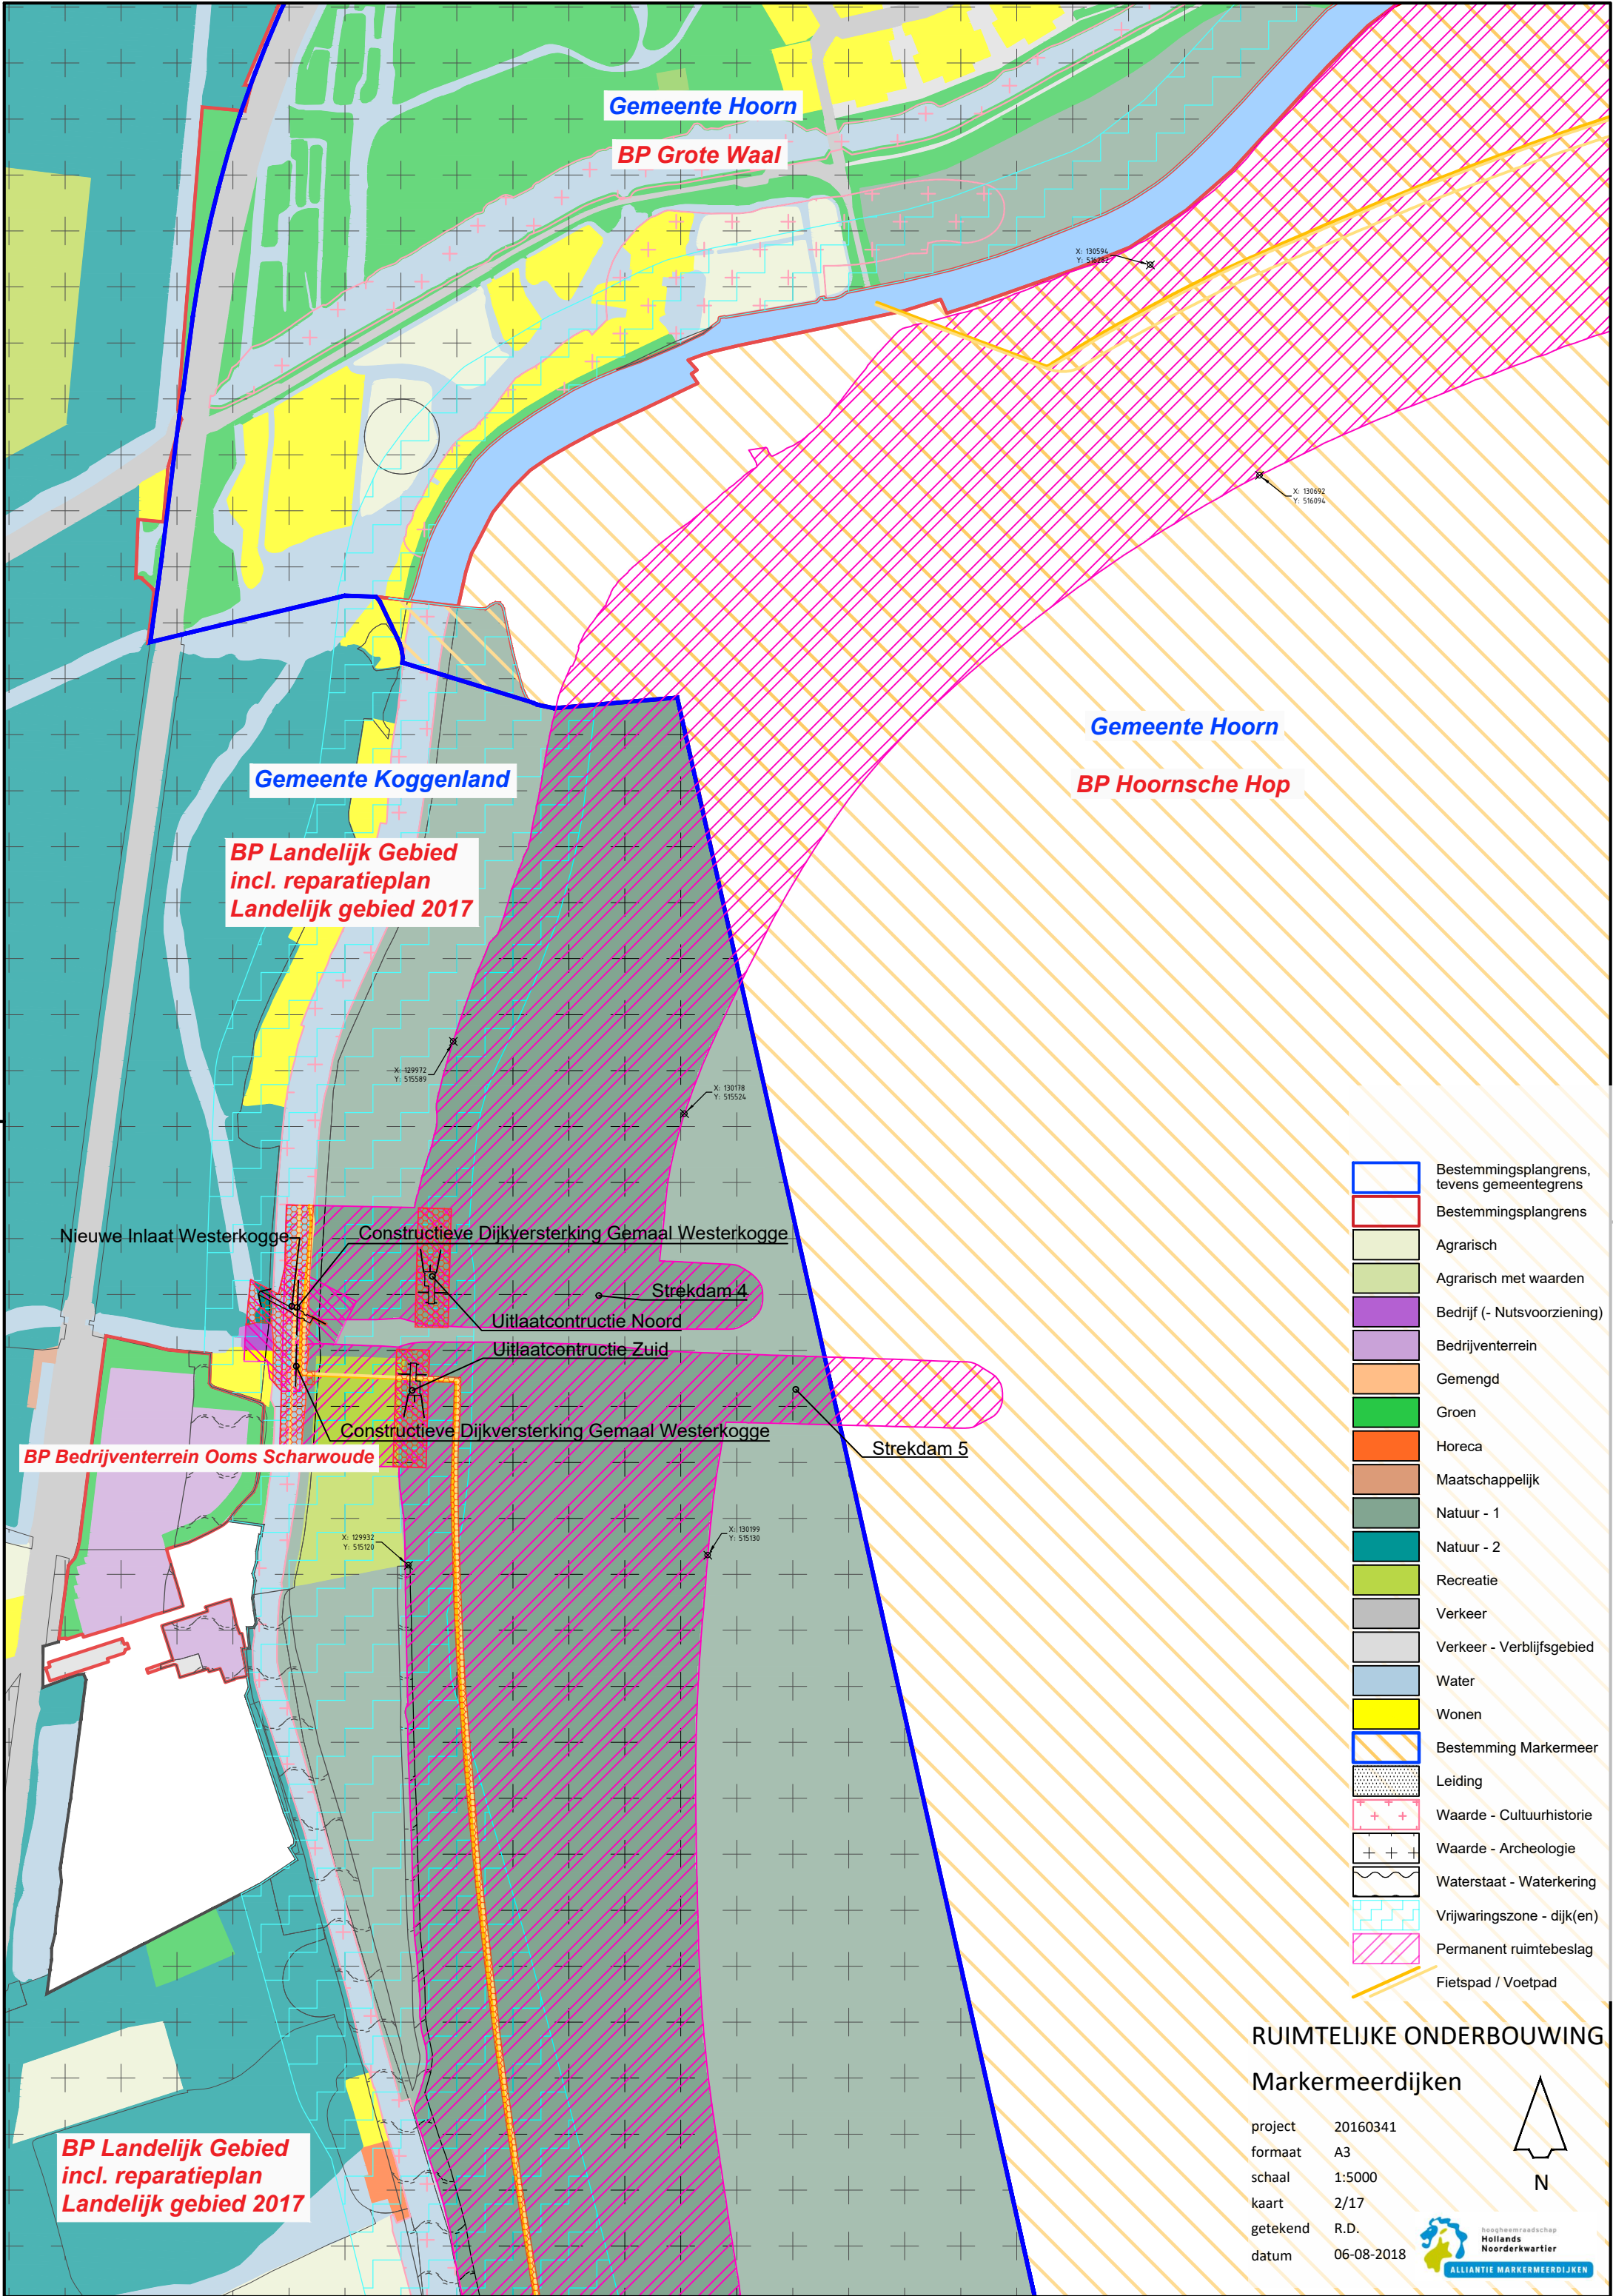 Gemeente Hoorn
BP Grote Waal
X: 130594
Y: 516282
X: 130692
Y: 516094
Gemeente Hoorn
BP Hoornsche Hop
Gemeente Koggenland
BP Landelijk Gebied
incl. reparatieplan
Landelijk gebied 2017
X: 129972
Y: 515589
X: 130178
Y: 515524
Nieuwe Inlaat Westerkogge
Constructieve Dijkversterking Gemaal Westerkogge
Strekdam 4
Uitlaatcontructie Noord
Uitlaatcontructie Zuid
Constructieve Dijkversterking Gemaal Westerkogge
Strekdam 5
BP Bedrijventerrein Ooms Scharwoude
X: 129932
Y: 515120
X: 130199
Y: 515130
BP Landelijk Gebied
incl. reparatieplan
Landelijk gebied 2017
Bestemmingsplangrens,
tevens gemeentegrens
Bestemmingsplangrens
Agrarisch
Agrarisch met waarden
Bedrijf (- Nutsvoorziening)
Bedrijventerrein
Gemengd
Groen
Horeca
Maatschappelijk
Natuur - 1
Natuur - 2
Recreatie
Verkeer
Verkeer - Verblijfsgebied
Water
Wonen
Bestemming Markermeer
Leiding
Waarde - Cultuurhistorie
Waarde - Archeologie
Waterstaat - Waterkering
Vrijwaringszone - dijk(en)
Permanent ruimtebeslag
Fietspad / Voetpad
RUIMTELIJKE ONDERBOUWING
Markermeerdijken
project 20160341
formaat A3
schaal 1:5000
kaart 2/17
getekend R.D.
datum 06-08-2018
N
hoogheemraadschap
Hollands
Noorderkwartier
ALLIANTIE MARKERMEERDIJKEN